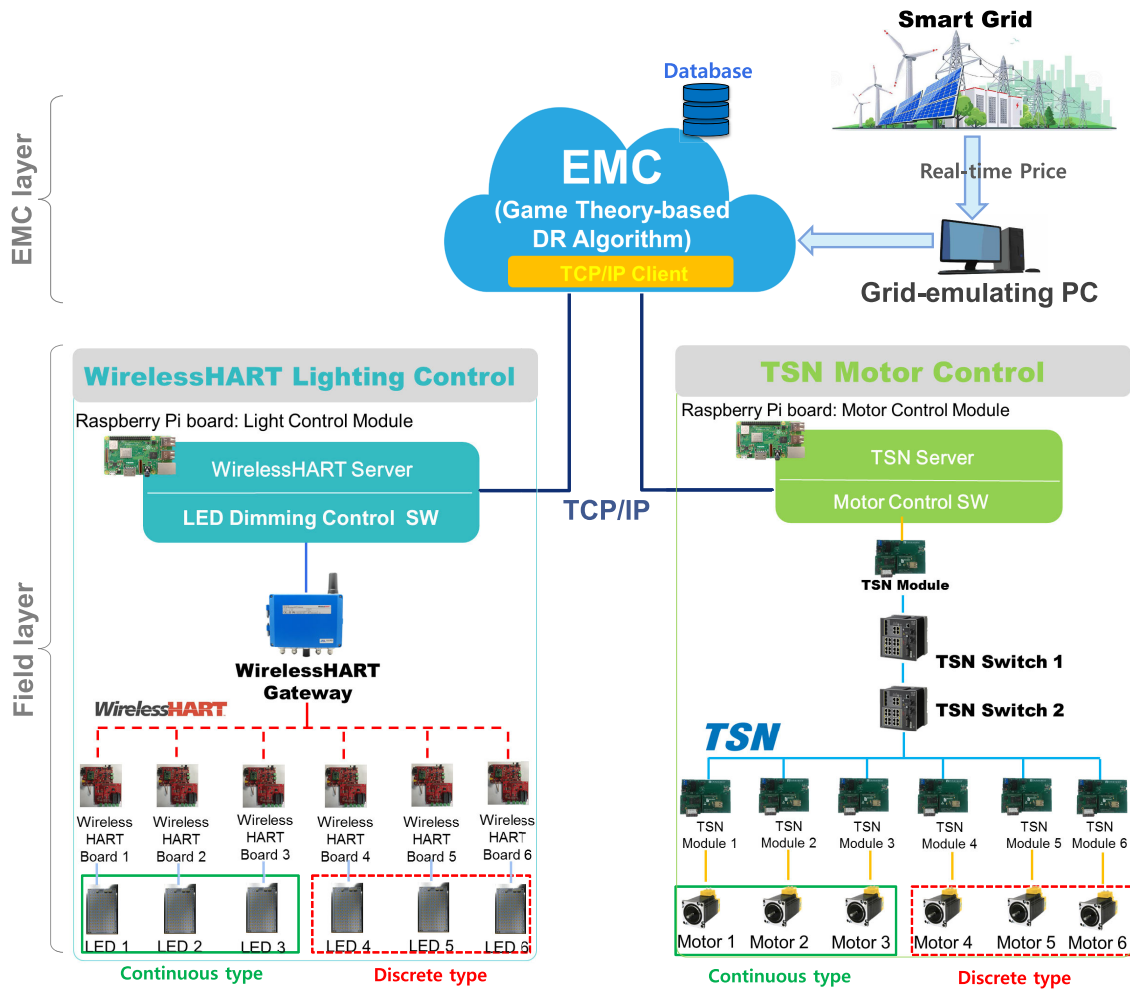 Smart Grid
Database
EMC layer
EMC
(Game Theory-based
DR Algorithm)
TCP/IP Client
Real-time Price
Grid-emulating PC
Field layer
WirelessHART Lighting Control
Raspberry Pi board: Light Control Module
WirelessHART Server
LED Dimming Control SW
TCP/IP
TSN Motor Control
Raspberry Pi board: Motor Control Module
TSN Server
Motor Control SW
TSN Module
TSN Switch 1
TSN Switch 2
WirelessHART
Gateway
WirelessHART
Wireless
HART
Board 1
Wireless
HART
Board 2
Wireless
HART
Board 3
Wireless
HART
Board 4
Wireless
HART
Board 5
Wireless
HART
Board 6
LED 1
LED 2
LED 3
LED 4
LED 5
LED 6
Continuous type
Discrete type
TSN
TSN
Module 1
TSN
Module 2
TSN
Module 3
TSN
Module 4
TSN
Module 5
TSN
Module 6
Motor 1
Motor 2
Motor 3
Motor 4
Motor 5
Motor 6
Continuous type
Discrete type